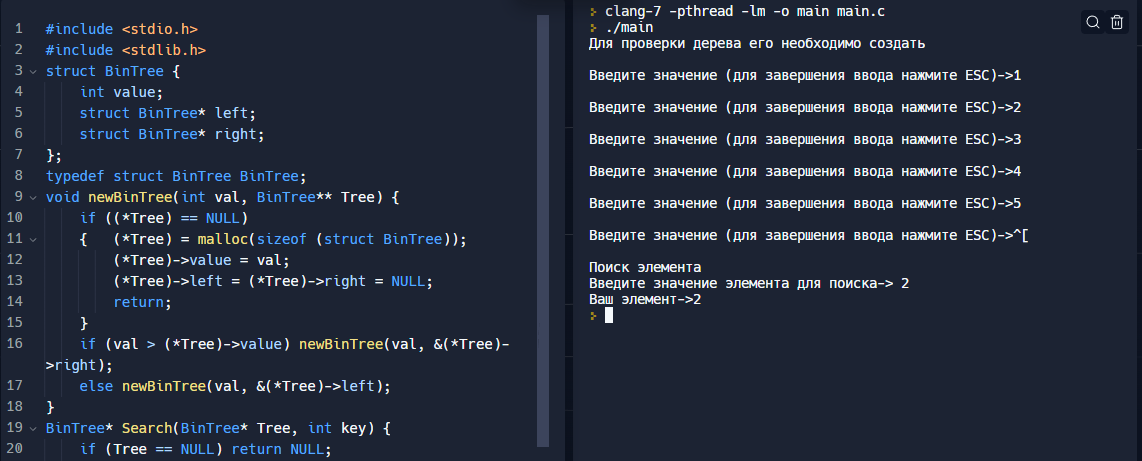 1 #include <stdio.h>
2 #include <stdlib.h>
3 struct BinTree {
4 int value;
5 struct BinTree* left;
6 struct BinTree* right;
7 };
8 typedef struct BinTree BinTree;
9 void newBinTree(int val, BinTree** Tree) {
10 if ((*Tree) == NULL)
11 { (*Tree) = malloc(sizeof (struct BinTree));
12 (*Tree)->value = val;
13 (*Tree)->left = (*Tree)->right = NULL;
14 return;
15 }
16 if (val > (*Tree)->value) newBinTree(val, &(*Tree)-
>right);
17 else newBinTree(val, &(*Tree)->left);
18 }
19 BinTree* Search(BinTree* Tree, int key) {
20 if (Tree == NULL) return NULL;
> clang-7 -pthread -lm -o main main.c
> ./main
Для проверки дерева его необходимо создать
Введите значение (для завершения ввода нажмите ESC)->1
Введите значение (для завершения ввода нажмите ESC)->2
Введите значение (для завершения ввода нажмите ESC)->3
Введите значение (для завершения ввода нажмите ESC)->4
Введите значение (для завершения ввода нажмите ESC)->5
Введите значение (для завершения ввода нажмите ESC)->^[
Поиск элемента
Введите значение элемента для поиска-> 2
Ваш элемент->2
>